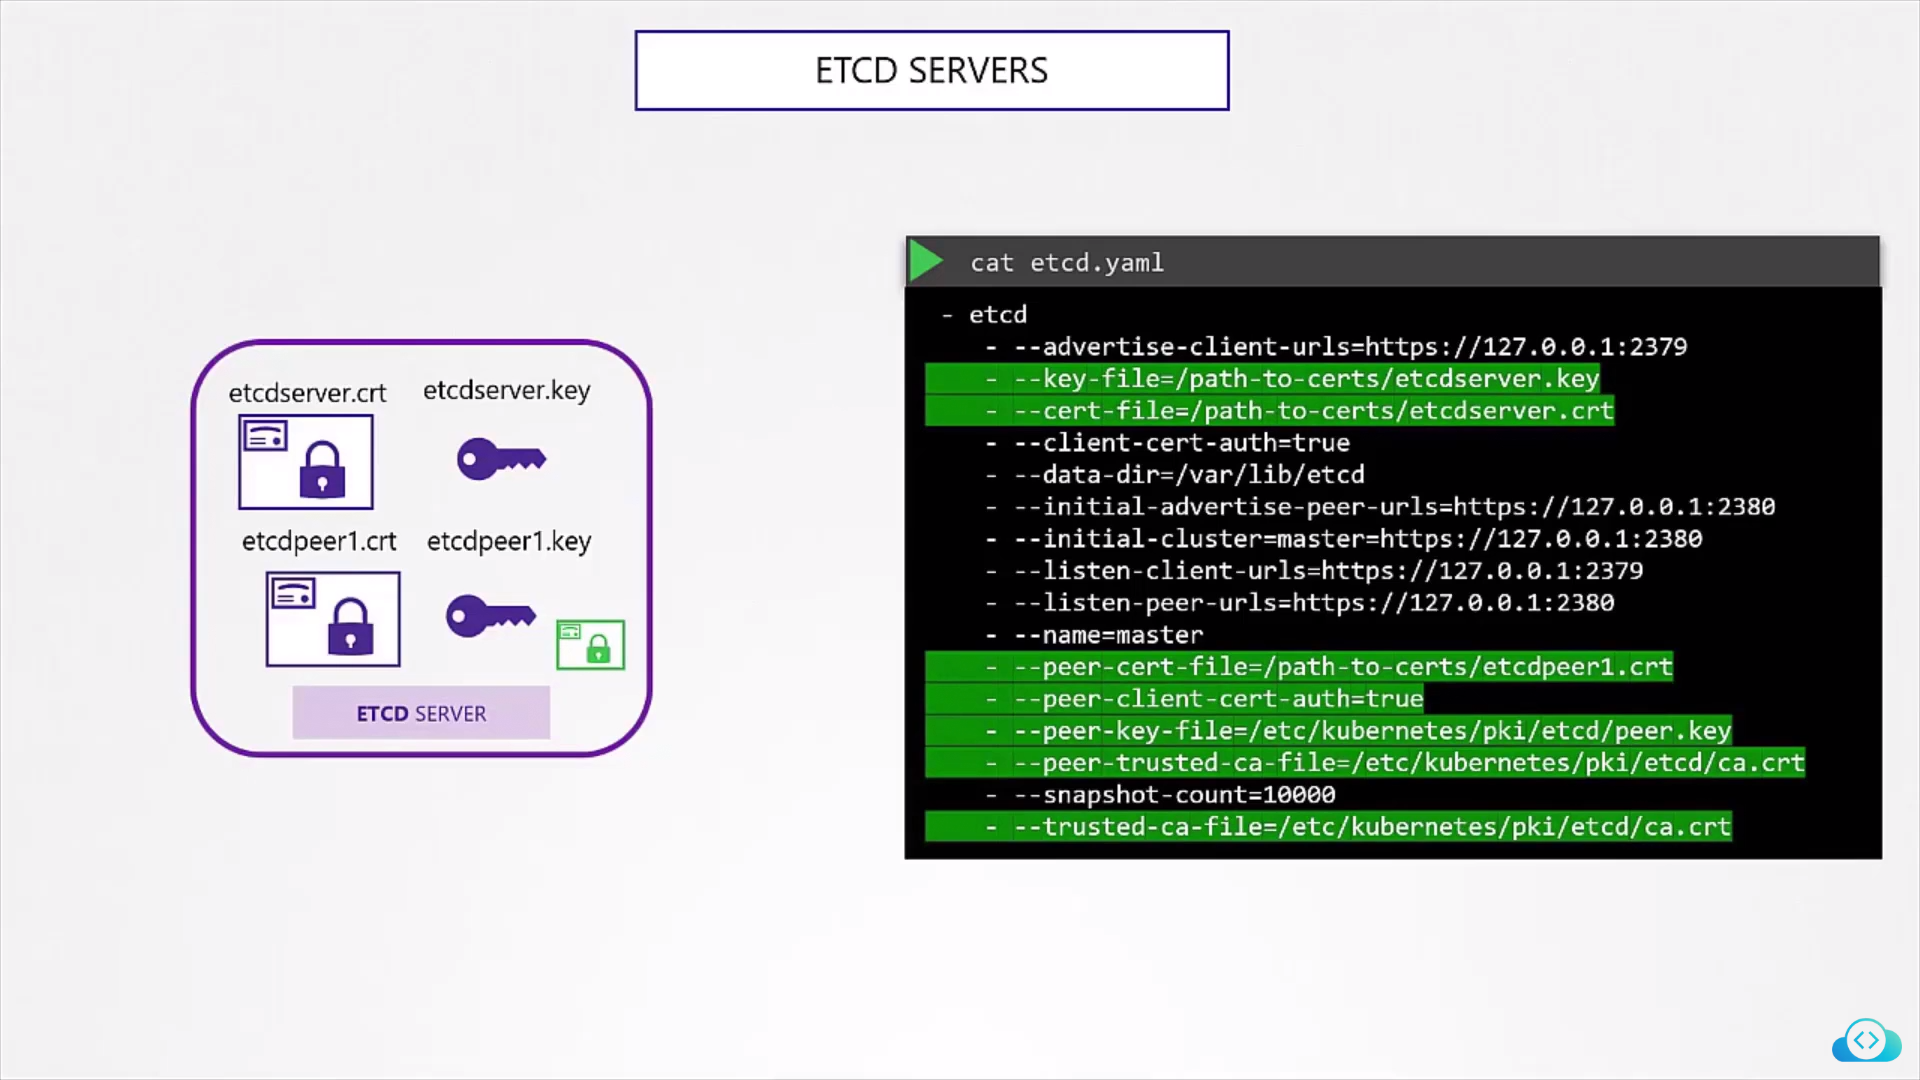 ETCD SERVERS
etcdserver.crt
etcdserver.key
etcdpeer1.crt
etcdpeer1.key
ETCD SERVER
cat etcd.yaml
- etcd
- --advertise-client-urls=https://127.0.0.1:2379
- --key-file=/path-to-certs/etcdserver.key
- --cert-file=/path-to-certs/etcdserver.crt
- --client-cert-auth=true
- --data-dir=/var/lib/etcd
- --initial-advertise-peer-urls=https://127.0.0.1:2380
- --initial-cluster=master=https://127.0.0.1:2380
- --listen-client-urls=https://127.0.0.1:2379
- --listen-peer-urls=https://127.0.0.1:2380
- --name=master
- --peer-cert-file=/path-to-certs/etcdpeer1.crt
- --peer-client-cert-auth=true
- --peer-key-file=/etc/kubernetes/pki/etcd/peer.key
- --peer-trusted-ca-file=/etc/kubernetes/pki/etcd/ca.crt
- --snapshot-count=10000
- --trusted-ca-file=/etc/kubernetes/pki/etcd/ca.crt